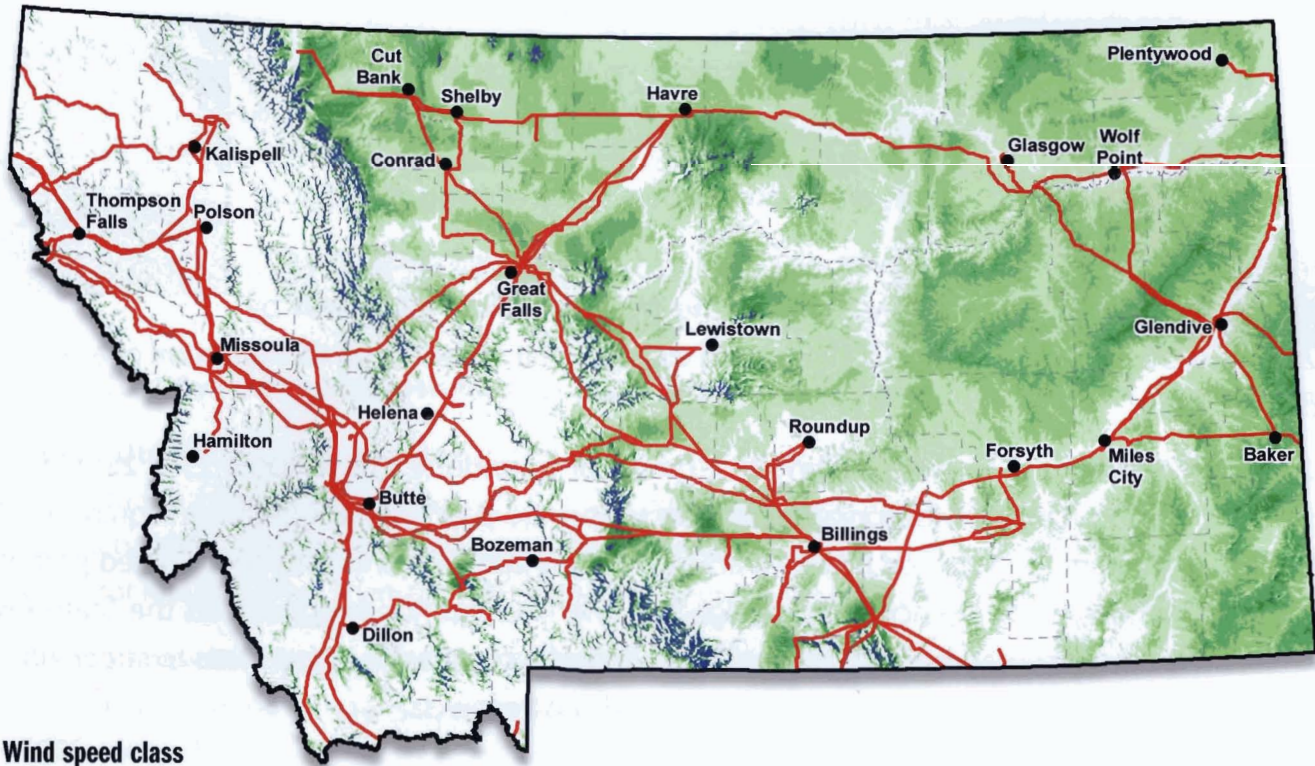 Plentywood
Cut
Bank
Shelby
Havre
Glasgow
Wolf
Point
Kalispell
Conrad
Thompson
Falls
Polson
Great
Falls
Glendive
Lewistown
Missoula
Helena
Hamilton
Roundup
Forsyth
Miles
City
Baker
Butte
Billings
Bozeman
Dillon
Wind speed class